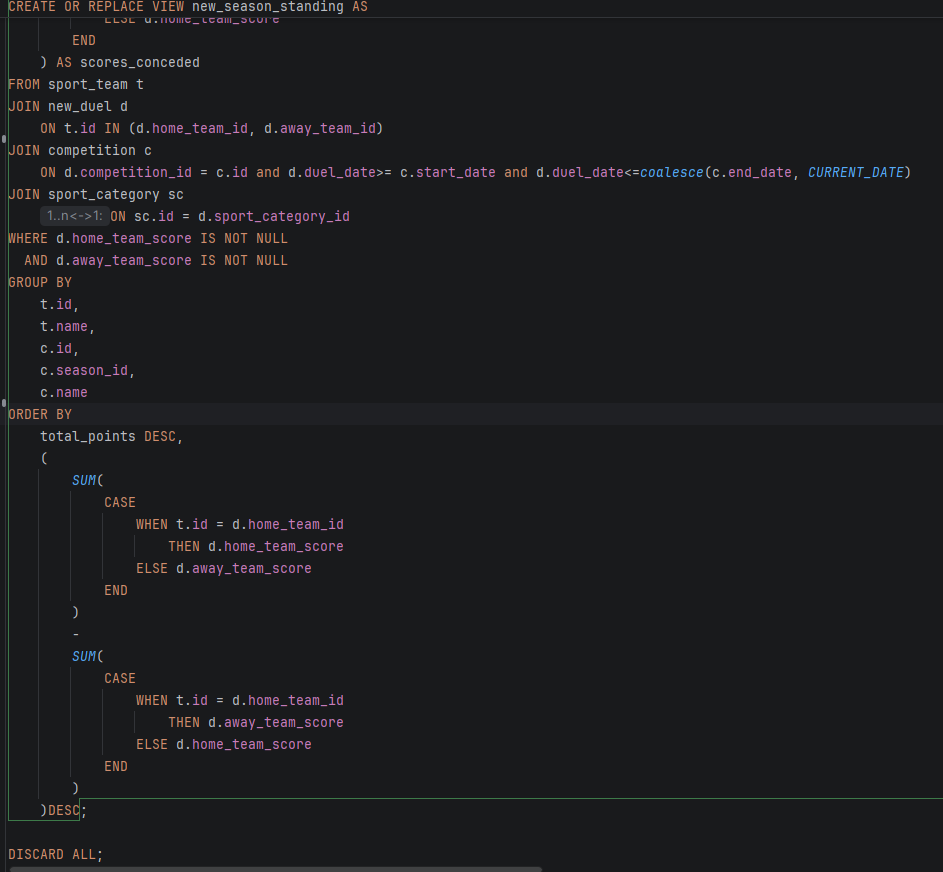 CREATE OR REPLACE VIEW new_season_standing AS
ELSE d.home_team_score
END
) AS scores_conceded
FROM sport_team t
JOIN new_duel d
ON t.id IN (d.home_team_id, d.away_team_id)
JOIN competition c
ON d.competition_id = c.id and d.duel_date>= c.start_date and d.duel_date<=coalesce(c.end_date, CURRENT_DATE)
JOIN sport_category sc
1..n<->1: ON sc.id = d.sport_category_id
WHERE d.home_team_score IS NOT NULL
AND d.away_team_score IS NOT NULL
GROUP BY
t.id,
t.name,
c.id,
c.season_id,
c.name
ORDER BY
total_points DESC,
(
SUM(
CASE
WHEN t.id = d.home_team_id
THEN d.home_team_score
ELSE d.away_team_score
END
)
-
SUM(
CASE
WHEN t.id = d.home_team_id
THEN d.away_team_score
ELSE d.home_team_score
END
)
)DESC;
DISCARD ALL;